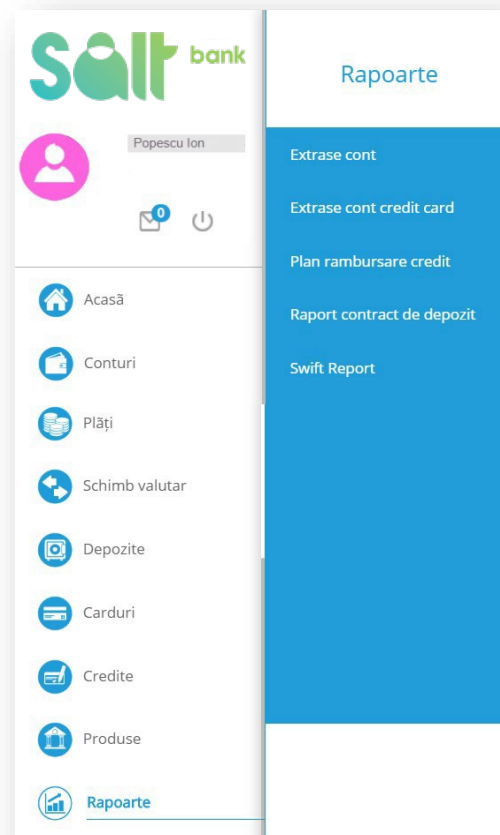 Salt bank
Popescu Ion
0
Acasã
Conturi
Plăți
Schimb valutar
Depozite
Carduri
Credite
Produse
Rapoarte
Rapoarte
Extrase cont
Extrase cont credit card
Plan rambursare credit
Raport contract de depozit
Swift Report